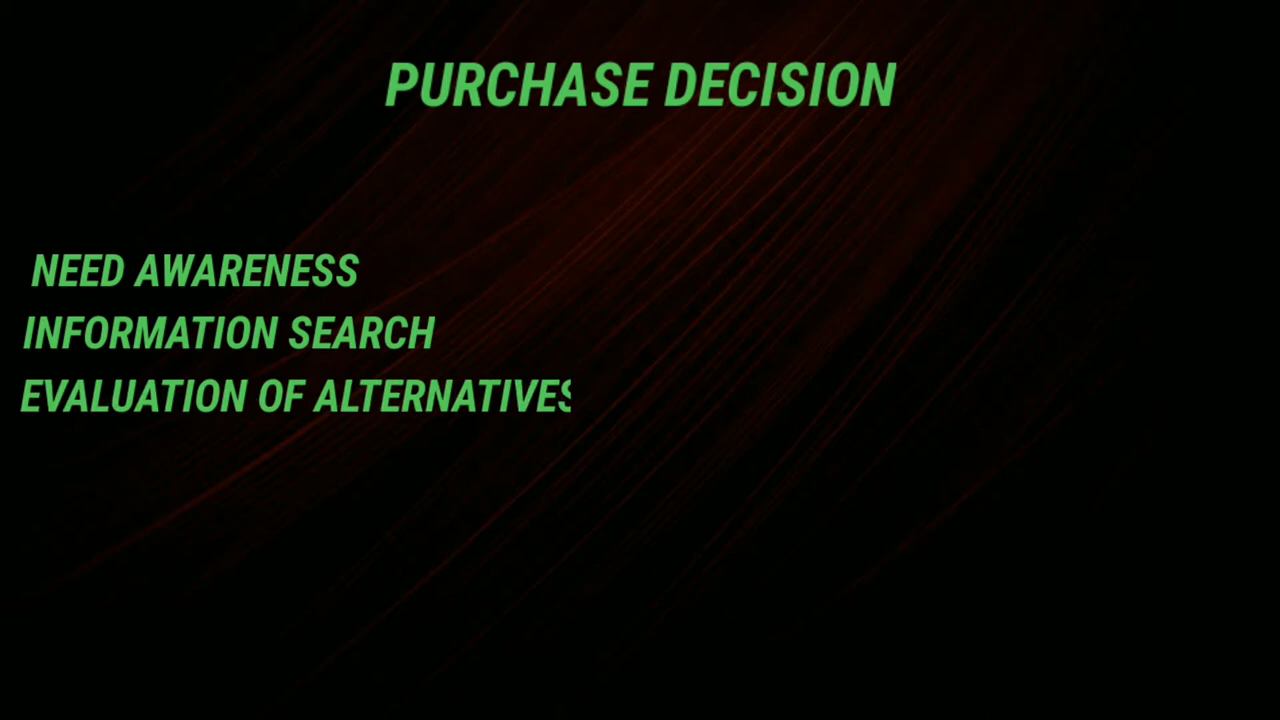 PURCHASE DECISION
NEED AWARENESS
INFORMATION SEARCH
EVALUATION OF ALTERNATIVES